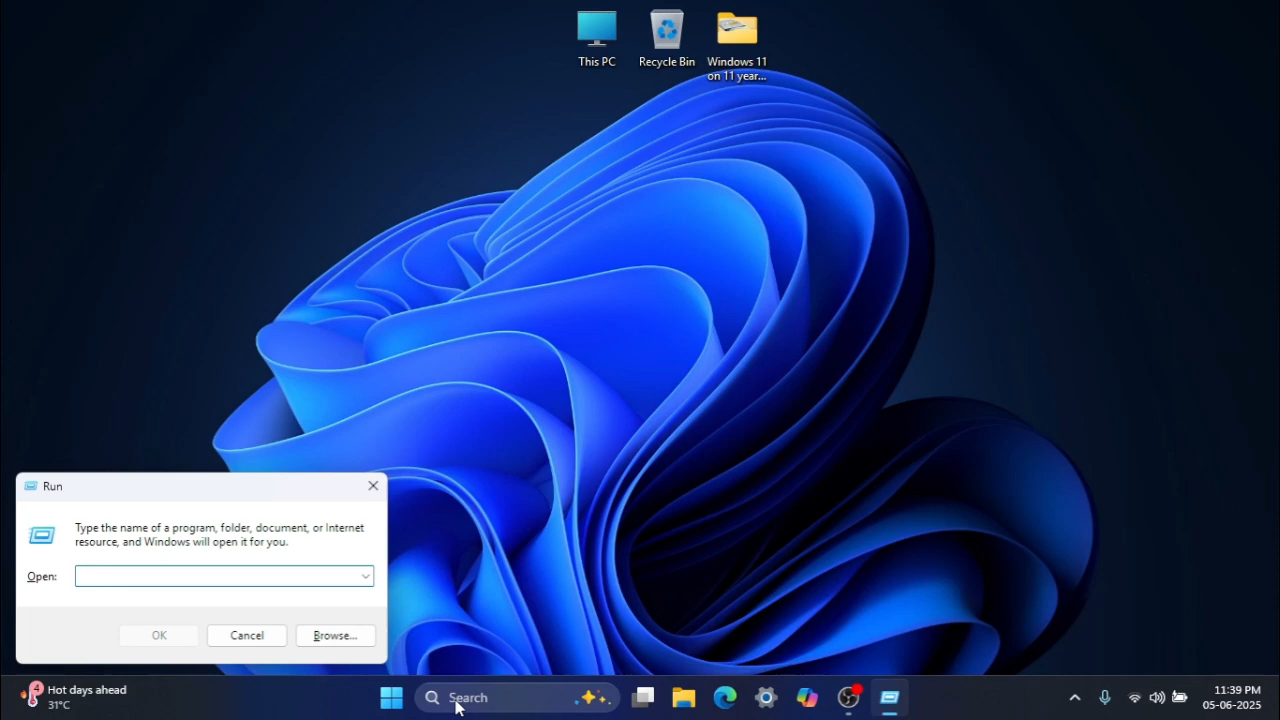 This PC
Recycle Bin
Windows 11
on 11 year...
Run
Type the name of a program, folder, document, or Internet
resource, and Windows will open it for you.
Open:
OK
Cancel
Browse...
4
Hot days ahead
31°C
Search
11:39 PM
05-06-2025